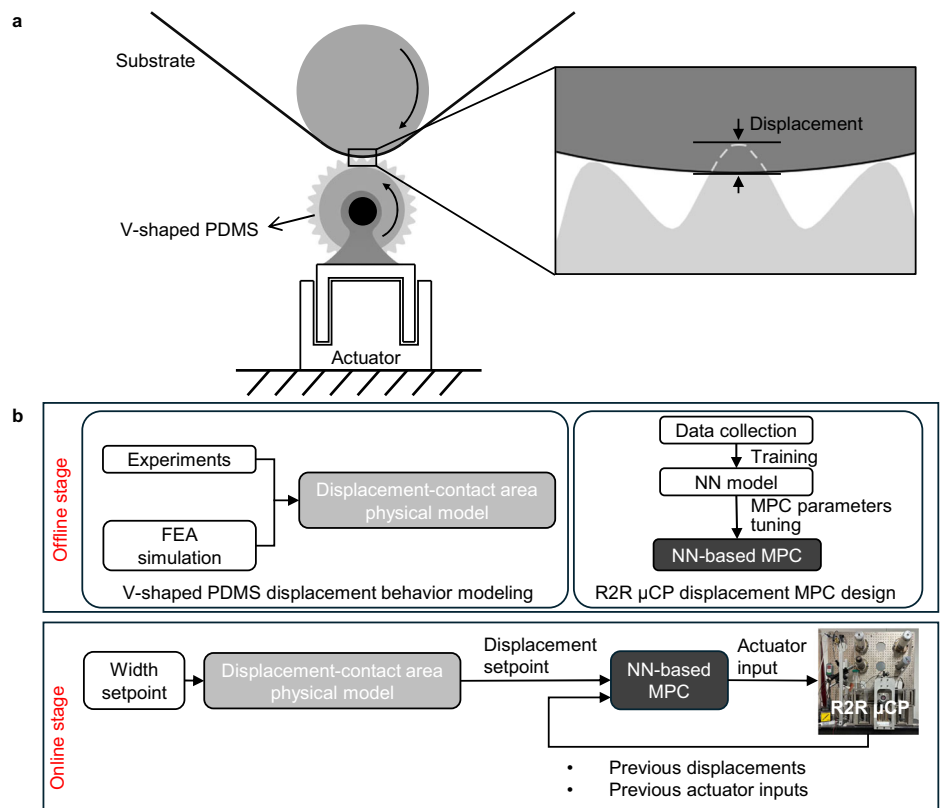 a
Substrate
Displacement
V-shaped PDMS
Actuator
b
Offline stage
Experiments
FEA
simulation
Displacement-contact area
physical model
V-shaped PDMS displacement behavior modeling
Data collection
Training
NN model
MPC parameters
tuning
NN-based MPC
R2R µCP displacement MPC design
Online stage
Width
setpoint
Displacement-contact area
physical model
Displacement
setpoint
NN-based
MPC
Actuator
input
R2R µCP
• Previous displacements
• Previous actuator inputs